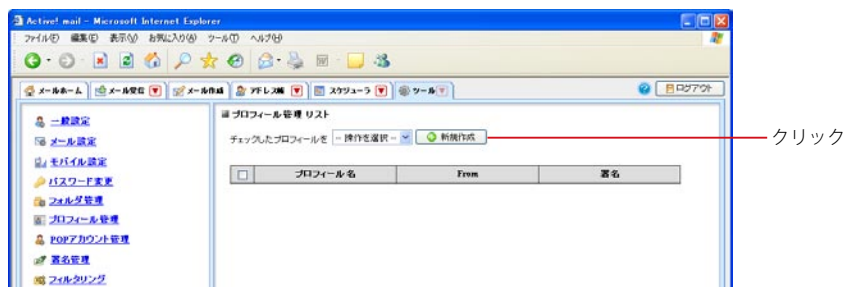 Active! mail - Microsoft Internet Explorer
ファイル(F) 編集(E) 表示(V) お気に入り(A) ツール(T) ヘルプ(H)
メールホーム メール受信 メール作成 アドレス帳 スケジューラ ツール ログアウト
一般設定
メール設定
モバイル設定
パスワード変更
フォルダ管理
プロフィール管理
POPアカウント管理
署名管理
フィルタリング
プロフィール管理 リスト
チェックしたプロフィールを -- 操作を選択 -- 新規作成
プロフィール名 From 署名
クリック